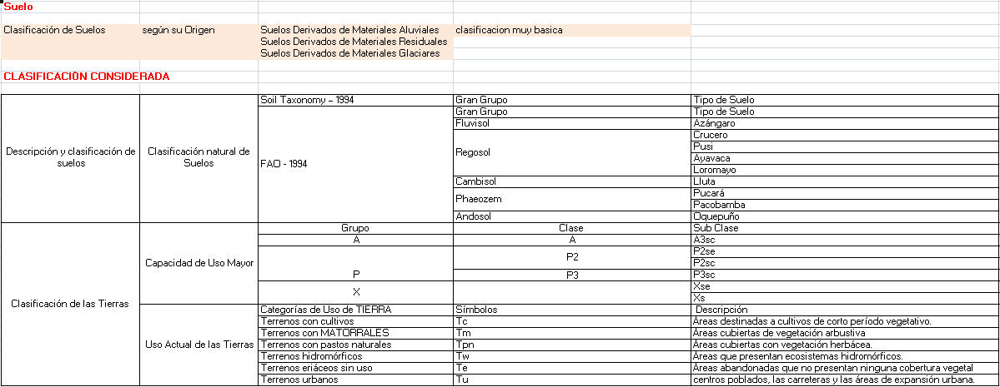 Suelo
Clasificación de Suelos según su Origen Suelos Derivados de Materiales Aluviales clasificacion muy basica
Suelos Derivados de Materiales Residuales
Suelos Derivados de Materiales Glaciares
CLASIFICACIÓN CONSIDERADA
Descripción y clasificación de suelos
Clasificación natural de Suelos
Soil Taxonomy – 1994 Gran Grupo Tipo de Suelo
FAO - 1994
Gran Grupo Tipo de Suelo
Fluvisol Azángaro
Regosol
Crucero
Pusi
Ayavaca
Loromayo
Cambisol Lluta
Phaeozem
Pucará
Pacobamba
Andosol Oquepuño
Clasificación de las Tierras
Capacidad de Uso Mayor
Grupo Clase Sub Clase
A A A3sc
P
P2
P2se
P2sc
P3 P3sc
X
Xse
Xs
Uso Actual de las Tierras
Categorías de Uso de TIERRA Símbolos Descripción
Terrenos con cultivos Tc Áreas destinadas a cultivos de corto período vegetativo.
Terrenos con MATORRALES Tm Áreas cubiertas de vegetación arbustiva
Terrenos con pastos naturales Tpn Áreas cubiertas con vegetación herbácea.
Terrenos hidromórficos Tw Áreas que presentan ecosistemas hidromórficos.
Terrenos eriáceos sin uso Te Áreas abandonadas que no presentan ninguna cobertura vegetal
Terrenos urbanos Tu centros poblados, las carreteras y las áreas de expansión urbana.